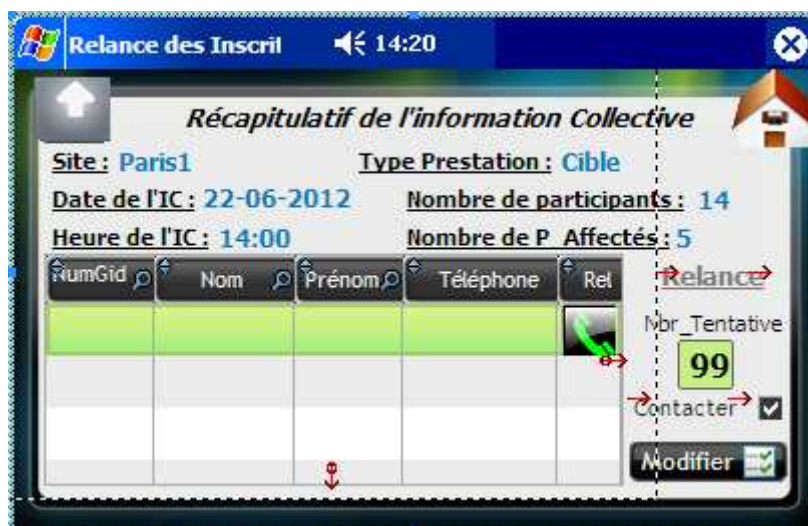 Relance des Inscrit 14:20
Récapitulatif de l'information Collective
Site : Paris1 Type Prestation : Cible
Date de l'IC : 22-06-2012 Nombre de participants : 14
Heure de l'IC : 14:00 Nombre de P_Affectés : 5
NumGid Nom Prénom Téléphone Rel Relance
Nbr_Tentative
99
Contacter
Modifier